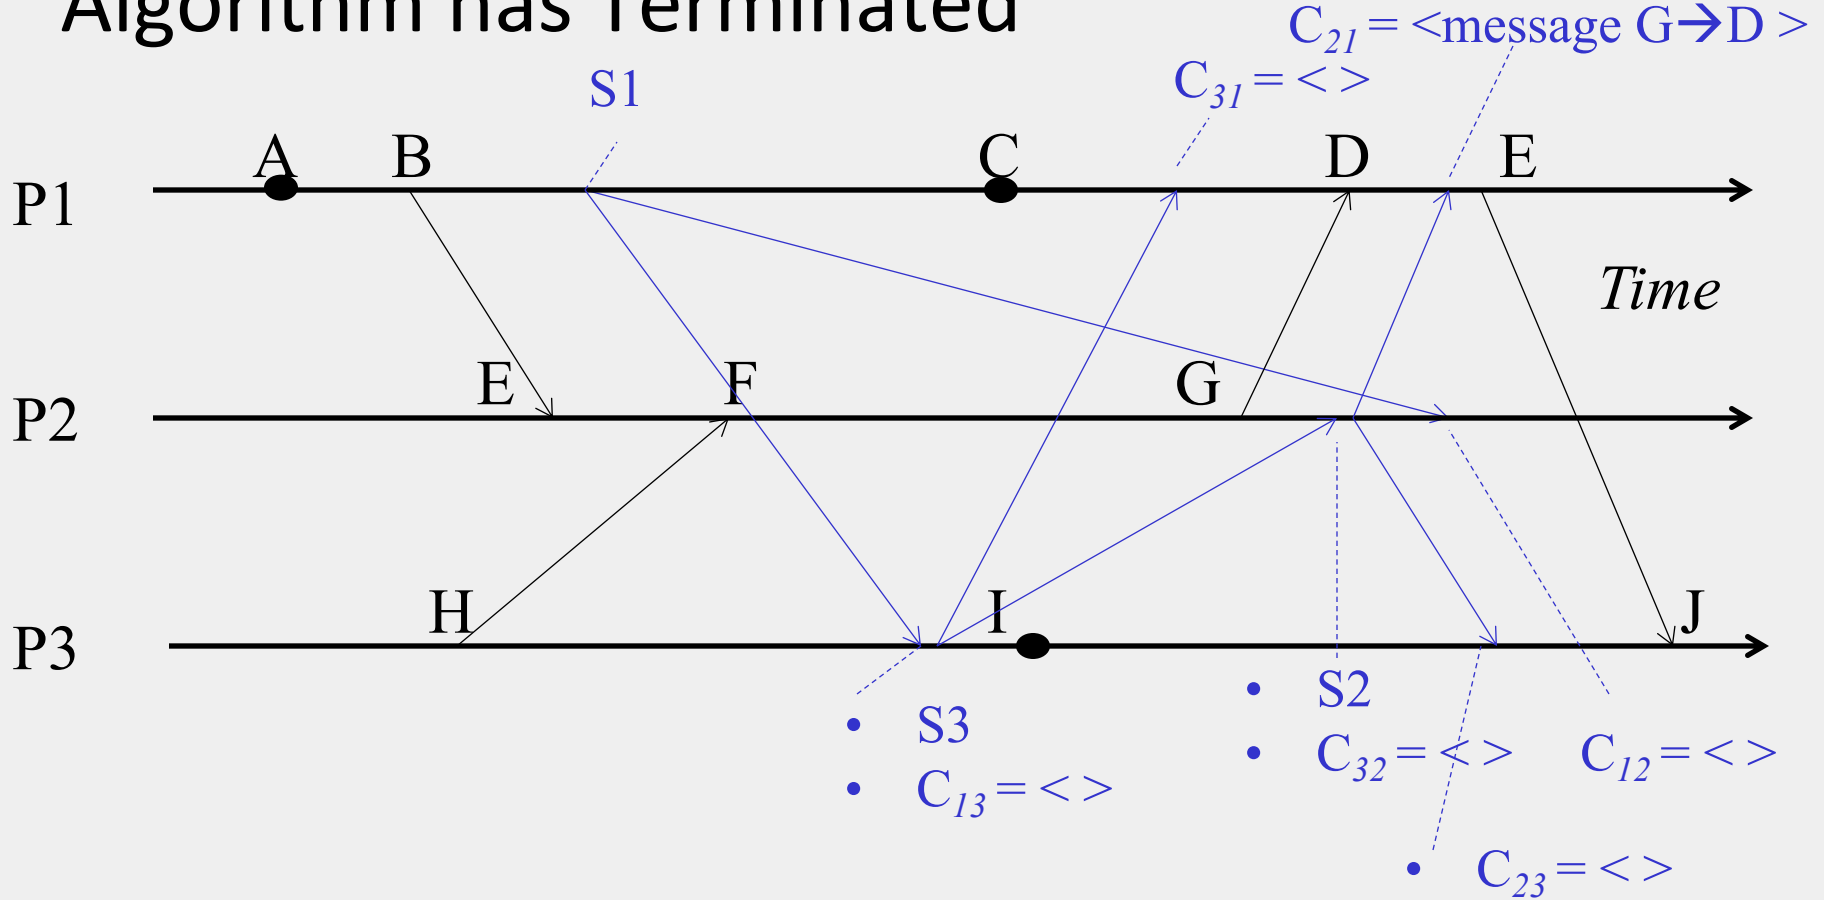 Algorithm has Terminated
C21 = <message G→D >
C31 = < >
S1
A B C D E
P1
Time
E F G
P2
H I J
P3
• S3
• C13 = < >
• S2
• C32 = < > C12 = < >
• C23 = < >